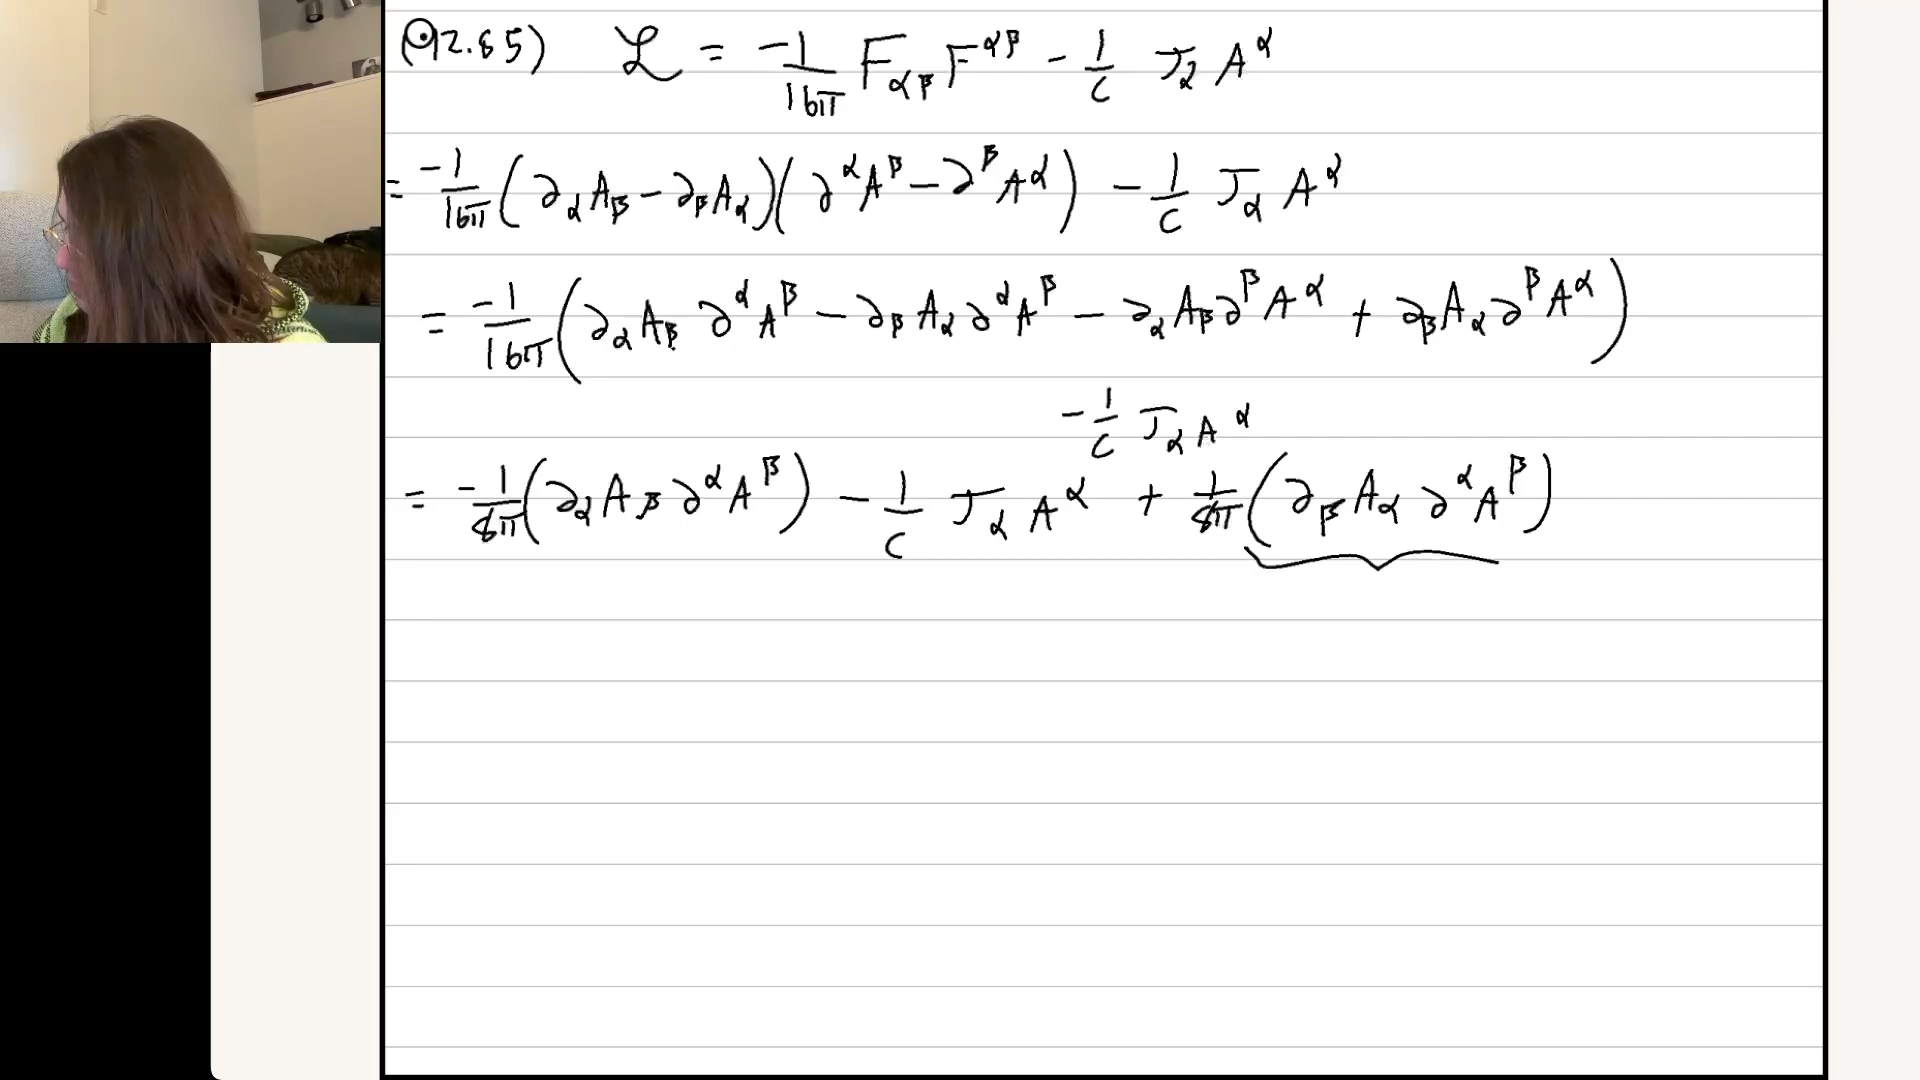 (12.85) ℒ = -1/16π F_αβ F^αβ - 1/c J_α A^α
= -1/16π (∂_α A_β - ∂_β A_α)(∂^α A^β - ∂^β A^α) - 1/c J_α A^α
= -1/16π (∂_α A_β ∂^α A^β - ∂_β A_α ∂^α A^β - ∂_α A_β ∂^β A^α + ∂_β A_α ∂^β A^α)
-1/c J_α A^α
= -1/8π (∂_α A_β ∂^α A^β) - 1/c J_α A^α + 1/8π (∂_β A_α ∂^α A^β)